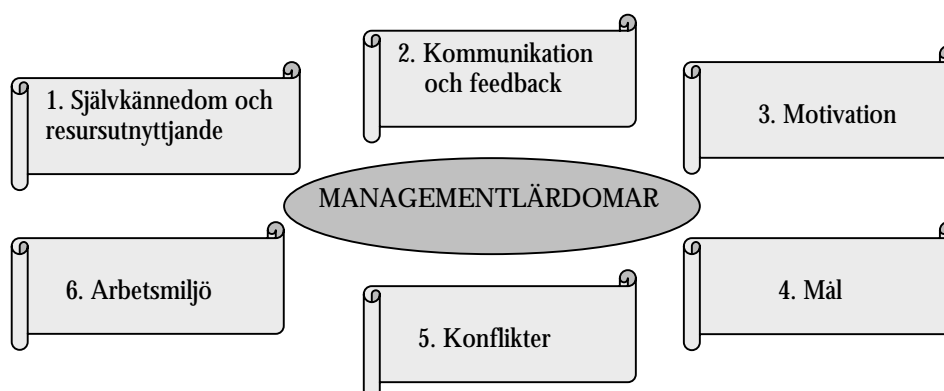 1. Självkännedom och
resursutnyttjande
2. Kommunikation
och feedback
3. Motivation
MANAGEMENTLÄRDOMAR
4. Mål
5. Konflikter
6. Arbetsmiljö